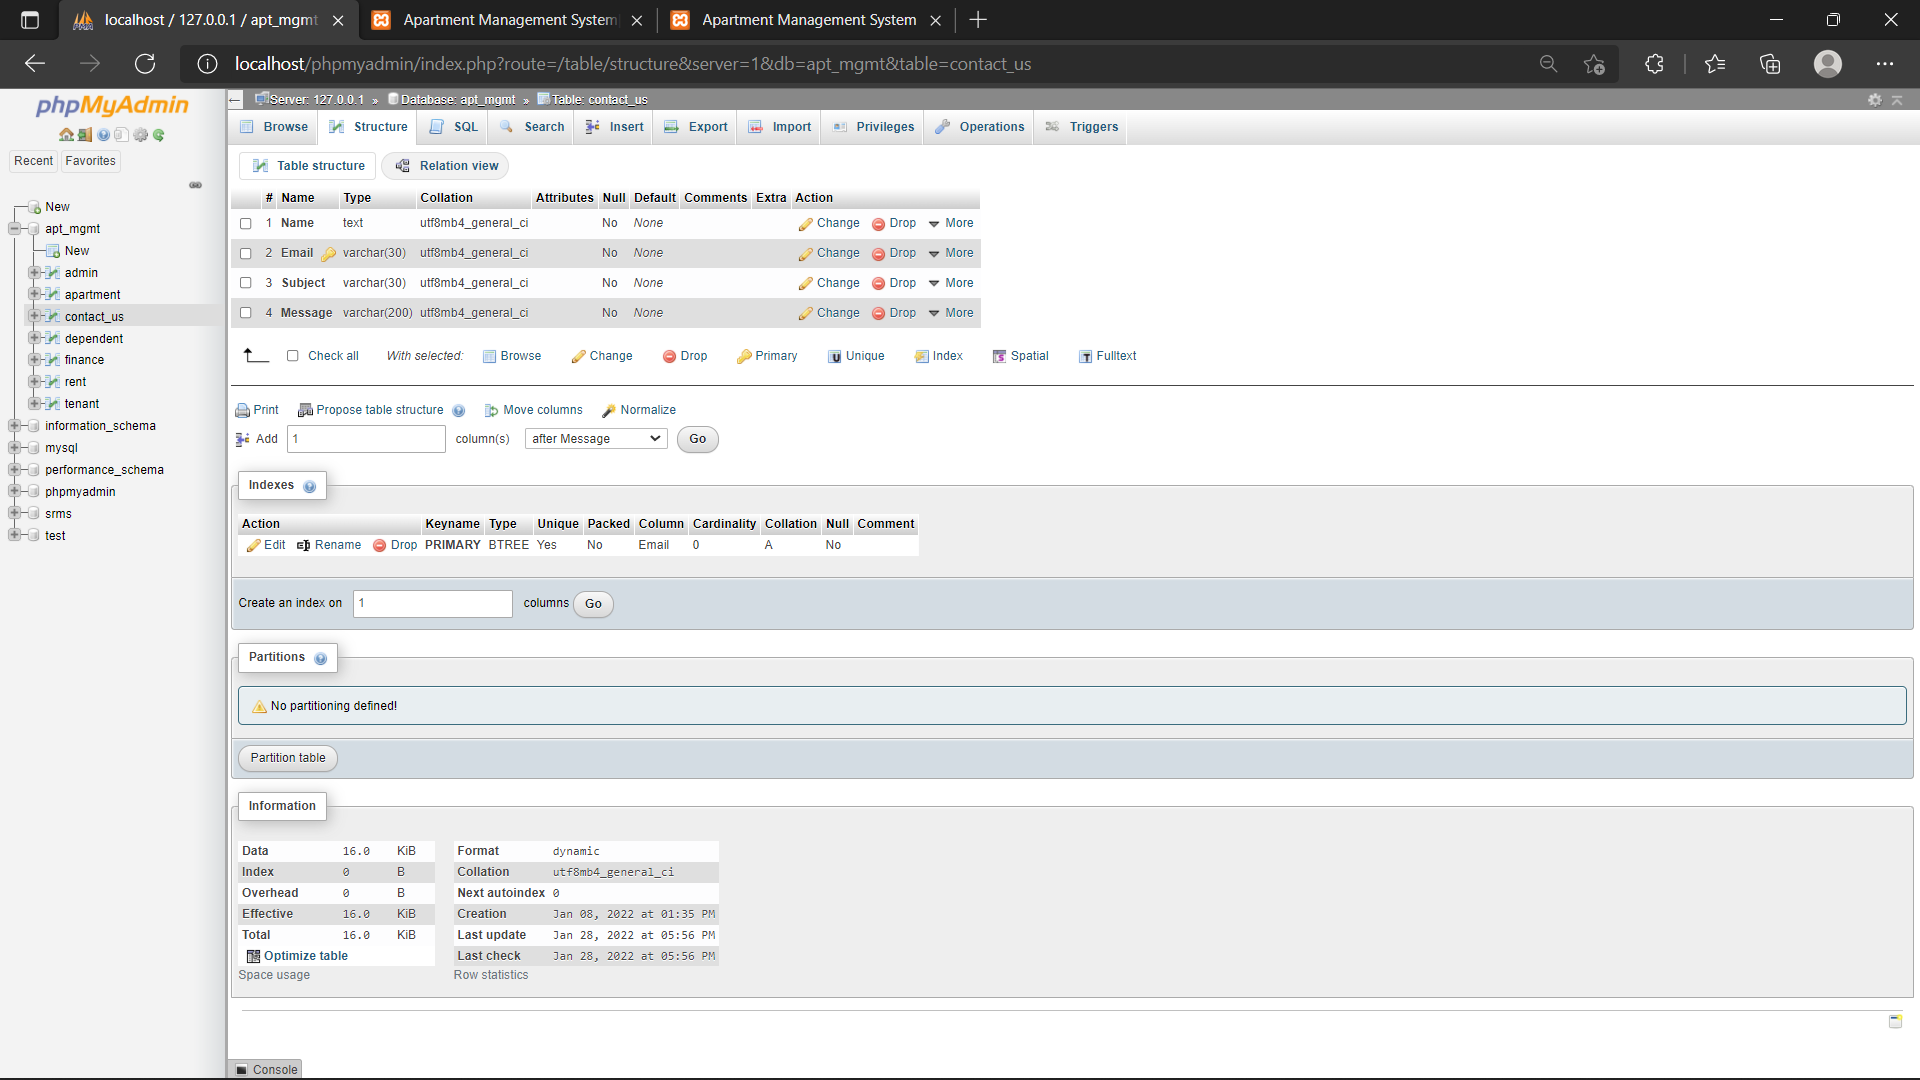 localhost / 127.0.0.1 / apt_mgmt
Apartment Management System
Apartment Management System
localhost/phpmyadmin/index.php?route=/table/structure&server=1&db=apt_mgmt&table=contact_us
phpMyAdmin
Recent Favorites
New
apt_mgmt
New
admin
apartment
contact_us
dependent
finance
rent
tenant
information_schema
mysql
performance_schema
phpmyadmin
srms
test
Server: 127.0.0.1 » Database: apt_mgmt » Table: contact_us
Browse Structure SQL Search Insert Export Import Privileges Operations Triggers
Table structure Relation view
# Name Type Collation Attributes Null Default Comments Extra Action
1 Name text utf8mb4_general_ci No None Change Drop More
2 Email varchar(30) utf8mb4_general_ci No None Change Drop More
3 Subject varchar(30) utf8mb4_general_ci No None Change Drop More
4 Message varchar(200) utf8mb4_general_ci No None Change Drop More
Check all With selected: Browse Change Drop Primary Unique Index Spatial Fulltext
Print Propose table structure Move columns Normalize
Add 1 column(s) after Message Go
Indexes
Action Keyname Type Unique Packed Column Cardinality Collation Null Comment
Edit Rename Drop PRIMARY BTREE Yes No Email 0 A No
Create an index on 1 columns Go
Partitions
No partitioning defined!
Partition table
Information
Data 16.0 KiB
Index 0 B
Overhead 0 B
Effective 16.0 KiB
Total 16.0 KiB
Optimize table
Space usage
Format dynamic
Collation utf8mb4_general_ci
Next autoindex 0
Creation Jan 08, 2022 at 01:35 PM
Last update Jan 28, 2022 at 05:56 PM
Last check Jan 28, 2022 at 05:56 PM
Row statistics
Console